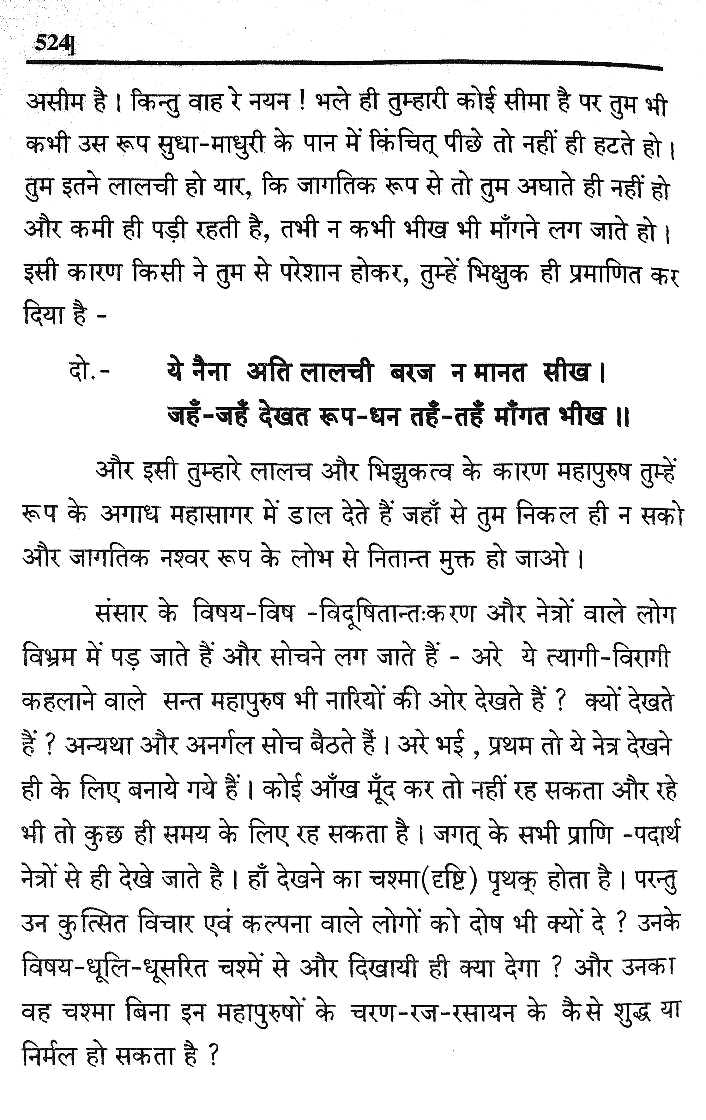 524
असीम है । किन्तु वाह रे नयन ! भले ही तुम्हारी कोई सीमा है पर तुम भी
कभी उस रूप सुधा-माधुरी के पान में किंचित् पीछे तो नहीं ही हटते हो ।
तुम इतने लालची हो यार, कि जागतिक रूप से तो तुम अघाते ही नहीं हो
और कमी ही पड़ी रहती है, तभी न कभी भीख भी माँगने लग जाते हो ।
इसी कारण किसी ने तुम से परेशान होकर, तुम्हें भिक्षुक ही प्रमाणित कर
दिया है -
दो.- ये नैना अति लालची बरज न मानत सीख ।
जहँ-जहँ देखत रूप-धन तहँ-तहँ माँगत भीख ॥
और इसी तुम्हारे लालच और भिझुकत्व के कारण महापुरुष तुम्हें
रूप के अगाध महासागर में डाल देते हैं जहाँ से तुम निकल ही न सको
और जागतिक नश्वर रूप के लोभ से नितान्त मुक्त हो जाओ ।
संसार के विषय-विष -विदूषितान्तःकरण और नेत्रों वाले लोग
विभ्रम में पड़ जाते हैं और सोचने लग जाते हैं - अरे ये त्यागी-विरागी
कहलाने वाले सन्त महापुरुष भी नारियों की ओर देखते हैं ? क्यों देखते
हैं ? अन्यथा और अनर्गल सोच बैठते हैं । अरे भई , प्रथम तो ये नेत्र देखने
ही के लिए बनाये गये हैं । कोई आँख मूँद कर तो नहीं रह सकता और रहे
भी तो कुछ ही समय के लिए रह सकता है । जगत् के सभी प्राणि -पदार्थ
नेत्रों से ही देखे जाते है । हाँ देखने का चश्मा(दृष्टि) पृथक् होता है । परन्तु
उन कुत्सित विचार एवं कल्पना वाले लोगों को दोष भी क्यों दे ? उनके
विषय-धूलि-धूसरित चश्में से और दिखायी ही क्या देगा ? और उनका
वह चश्मा बिना इन महापुरुषों के चरण-रज-रसायन के कैसे शुद्ध या
निर्मल हो सकता है ?